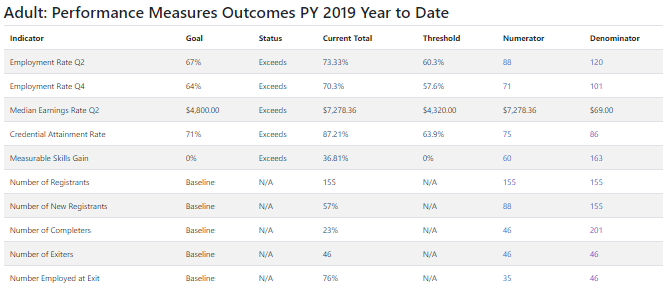 Adult: Performance Measures Outcomes PY 2019 Year to Date
Indicator Goal Status Current Total Threshold Numerator Denominator
Employment Rate Q2 67% Exceeds 73.33% 60.3% 88 120
Employment Rate Q4 64% Exceeds 70.3% 57.6% 71 101
Median Earnings Rate Q2 $4,800.00 Exceeds $7,278.36 $4,320.00 $7,278.36 $69.00
Credential Attainment Rate 71% Exceeds 87.21% 63.9% 75 86
Measurable Skills Gain 0% Exceeds 36.81% 0% 60 163
Number of Registrants Baseline N/A 155 N/A 155 155
Number of New Registrants Baseline N/A 57% N/A 88 155
Number of Completers Baseline N/A 23% N/A 46 201
Number of Exiters Baseline N/A 46 N/A 46 46
Number Employed at Exit Baseline N/A 76% N/A 35 46